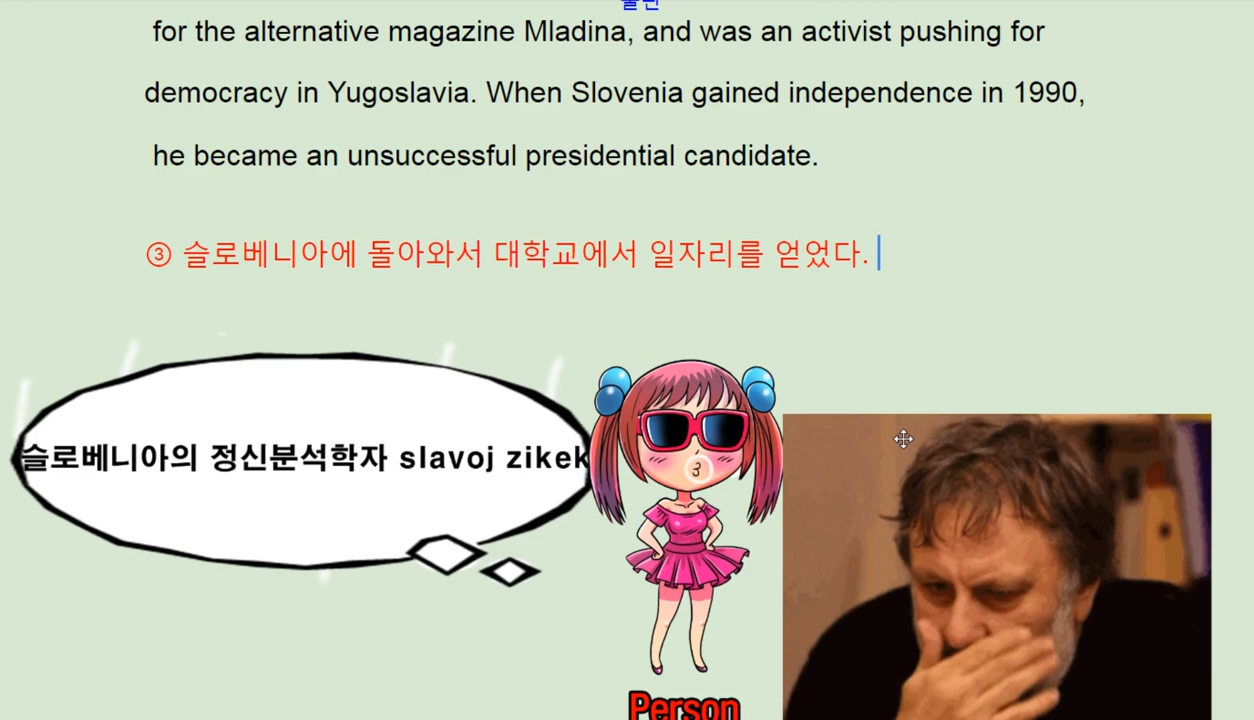 출판
for the alternative magazine Mladina, and was an activist pushing for
democracy in Yugoslavia. When Slovenia gained independence in 1990,
he became an unsuccessful presidential candidate.
③ 슬로베니아에 돌아와서 대학교에서 일자리를 얻었다.
슬로베니아의 정신분석학자 slavoj zikek
Person